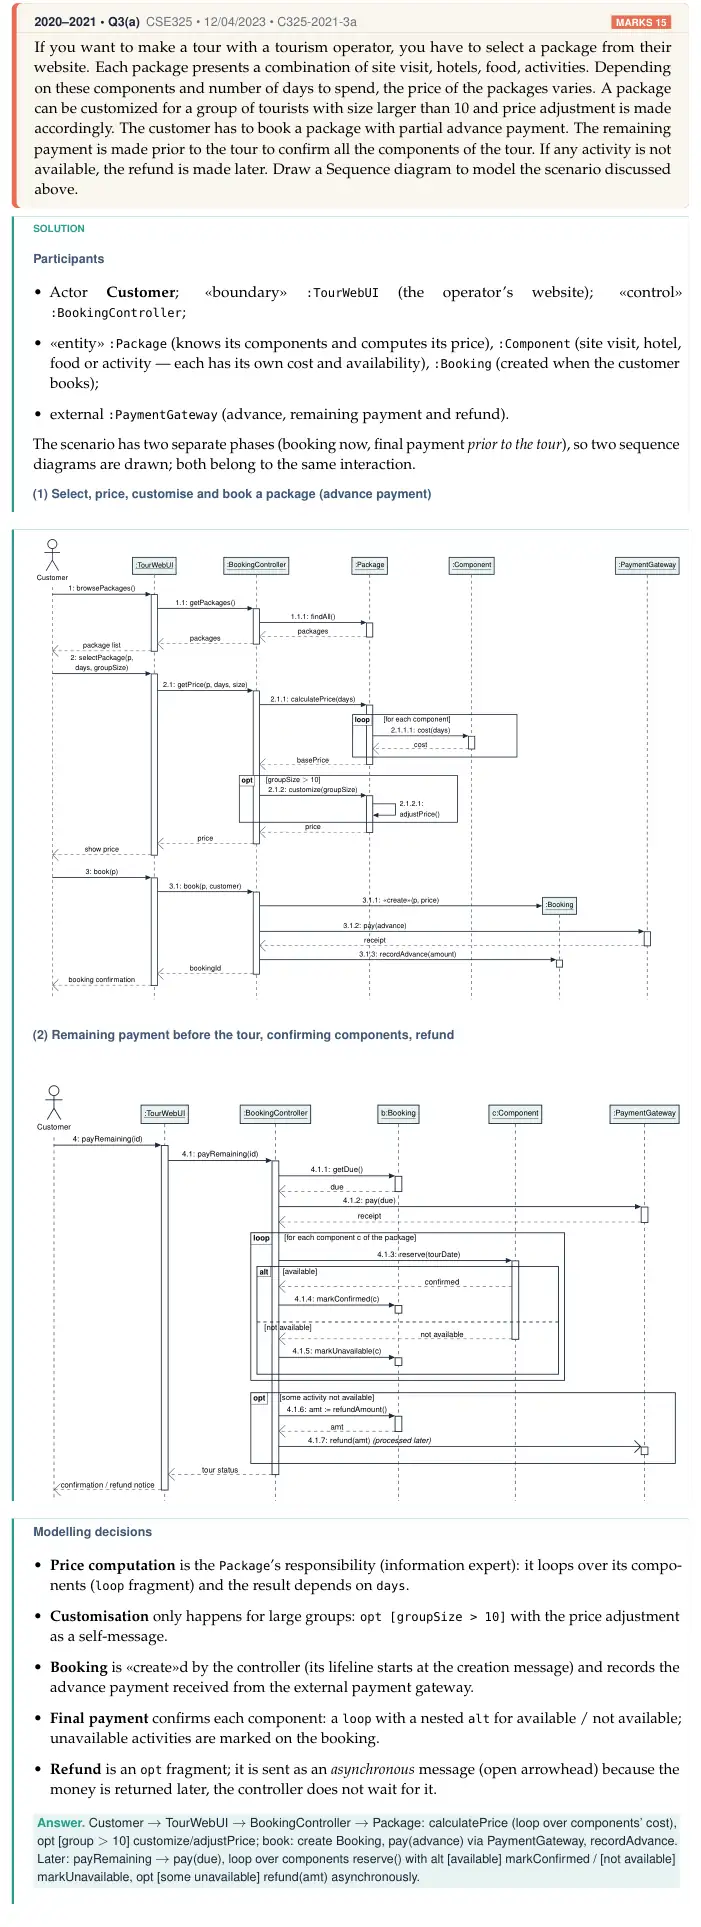 2020–2021 • Q3(a) CSE325 • 12/04/2023 • C325-2021-3a
MARKS 15
If you want to make a tour with a tourism operator, you have to select a package from their
website. Each package presents a combination of site visit, hotels, food, activities. Depending
on these components and number of days to spend, the price of the packages varies. A package
can be customized for a group of tourists with size larger than 10 and price adjustment is made
accordingly. The customer has to book a package with partial advance payment. The remaining
payment is made prior to the tour to confirm all the components of the tour. If any activity is not
available, the refund is made later. Draw a Sequence diagram to model the scenario discussed
above.
SOLUTION
Participants
• Actor Customer; «boundary» :TourWebUI (the operator's website); «control»
:BookingController;
• «entity» :Package (knows its components and computes its price), :Component (site visit, hotel,
food or activity — each has its own cost and availability), :Booking (created when the customer
books);
• external :PaymentGateway (advance, remaining payment and refund).
The scenario has two separate phases (booking now, final payment prior to the tour), so two sequence
diagrams are drawn; both belong to the same interaction.
(1) Select, price, customise and book a package (advance payment)
:TourWebUI :BookingController :Package :Component :PaymentGateway
Customer
1: browsePackages()
1.1: getPackages()
1.1.1: findAll()
packages
packages
package list
2: selectPackage(p,
days, groupSize)
2.1: getPrice(p, days, size)
2.1.1: calculatePrice(days)
loop [for each component]
2.1.1.1: cost(days)
cost
basePrice
opt [groupSize > 10]
2.1.2: customize(groupSize)
2.1.2.1:
adjustPrice()
price
price
show price
3: book(p)
3.1: book(p, customer)
3.1.1: «create»(p, price)
:Booking
3.1.2: pay(advance)
receipt
3.1.3: recordAdvance(amount)
bookingId
booking confirmation
(2) Remaining payment before the tour, confirming components, refund
:TourWebUI :BookingController b:Booking c:Component :PaymentGateway
Customer
4: payRemaining(id)
4.1: payRemaining(id)
4.1.1: getDue()
due
4.1.2: pay(due)
receipt
loop [for each component c of the package]
4.1.3: reserve(tourDate)
alt [available]
confirmed
4.1.4: markConfirmed(c)
[not available]
not available
4.1.5: markUnavailable(c)
opt [some activity not available]
4.1.6: amt := refundAmount()
amt
4.1.7: refund(amt) (processed later)
tour status
confirmation / refund notice
Modelling decisions
• Price computation is the Package's responsibility (information expert): it loops over its compo-
nents (loop fragment) and the result depends on days.
• Customisation only happens for large groups: opt [groupSize > 10] with the price adjustment
as a self-message.
• Booking is «create»d by the controller (its lifeline starts at the creation message) and records the
advance payment received from the external payment gateway.
• Final payment confirms each component: a loop with a nested alt for available / not available;
unavailable activities are marked on the booking.
• Refund is an opt fragment; it is sent as an asynchronous message (open arrowhead) because the
money is returned later, the controller does not wait for it.
Answer. Customer → TourWebUI → BookingController → Package: calculatePrice (loop over components' cost),
opt [group > 10] customize/adjustPrice; book: create Booking, pay(advance) via PaymentGateway, recordAdvance.
Later: payRemaining → pay(due), loop over components reserve() with alt [available] markConfirmed / [not available]
markUnavailable, opt [some unavailable] refund(amt) asynchronously.